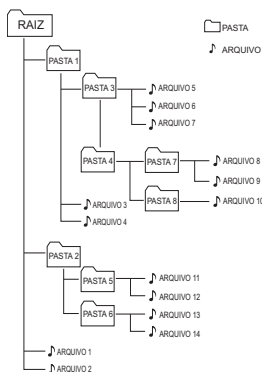 RAIZ
PASTA
ARQUIVO
PASTA 1
PASTA 3
ARQUIVO 5
ARQUIVO 6
ARQUIVO 7
PASTA 4
PASTA 7
ARQUIVO 8
ARQUIVO 9
PASTA 8
ARQUIVO 10
ARQUIVO 3
ARQUIVO 4
PASTA 2
PASTA 5
ARQUIVO 11
ARQUIVO 12
PASTA 6
ARQUIVO 13
ARQUIVO 14
ARQUIVO 1
ARQUIVO 2